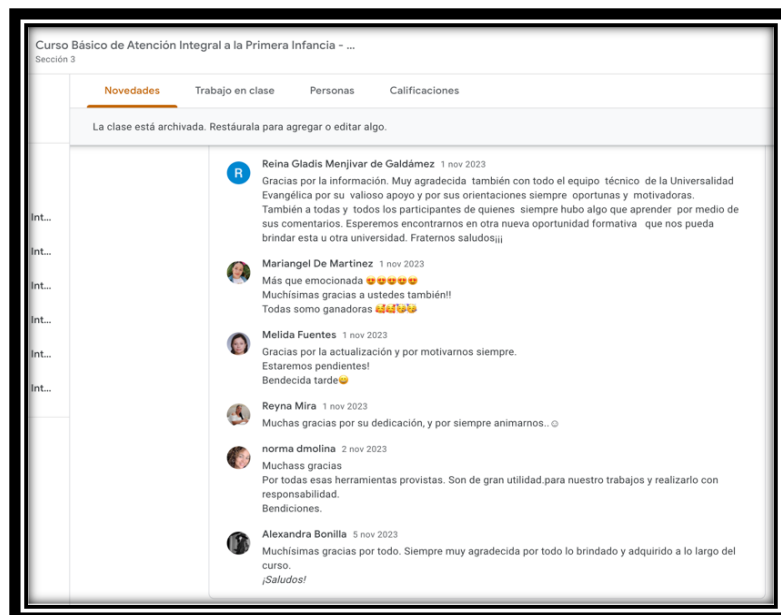 Curso Básico de Atención Integral a la Primera Infancia - ...
Sección 3
Novedades Trabajo en clase Personas Calificaciones
La clase está archivada. Restáurala para agregar o editar algo.
Int...
Int...
Int...
Int...
Int...
Int...
R
Reina Gladis Menjivar de Galdámez 1 nov 2023
Gracias por la información. Muy agradecida también con todo el equipo técnico de la Universalidad
Evangélica por su valioso apoyo y por sus orientaciones siempre oportunas y motivadoras.
También a todas y todos los participantes de quienes siempre hubo algo que aprender por medio de
sus comentarios. Esperemos encontrarnos en otra nueva oportunidad formativa que nos pueda
brindar esta u otra universidad. Fraternos saludos¡¡¡
Mariangel De Martinez 1 nov 2023
Más que emocionada 😍😍😍😍😍
Muchísimas gracias a ustedes también!!
Todas somo ganadoras 🥰🥰🥳🥳
Melida Fuentes 1 nov 2023
Gracias por la actualización y por motivarnos siempre.
Estaremos pendientes!
Bendecida tarde😀
Reyna Mira 1 nov 2023
Muchas gracias por su dedicación, y por siempre animarnos..☺
norma dmolina 2 nov 2023
Muchass gracias
Por todas esas herramientas provistas. Son de gran utilidad.para nuestro trabajos y realizarlo con
responsabilidad.
Bendiciones.
Alexandra Bonilla 5 nov 2023
Muchísimas gracias por todo. Siempre muy agradecida por todo lo brindado y adquirido a lo largo del
curso.
¡Saludos!